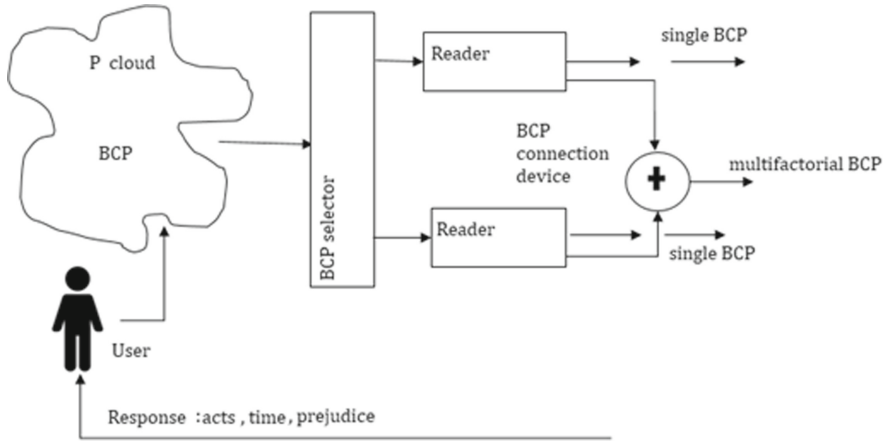 P cloud
BCP
User
BCP selector
Reader
single BCP
BCP
connection
device
multifactorial BCP
Reader
single BCP
Response :acts , time, prejudice